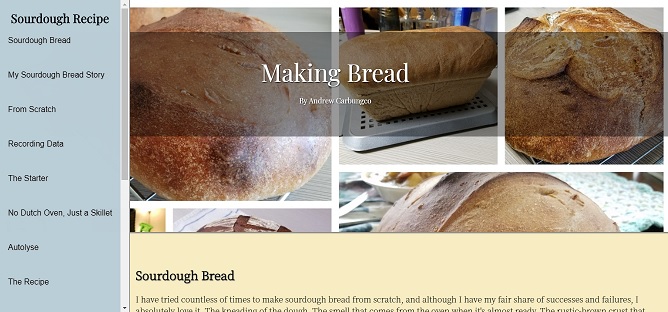 Sourdough Recipe
Sourdough Bread
My Sourdough Bread Story
From Scratch
Recording Data
The Starter
No Dutch Oven, Just a Skillet
Autolyse
The Recipe
Making Bread
By Andrew Carbungco
Sourdough Bread
I have tried countless of times to make sourdough bread from scratch, and although I have my fair share of successes and failures, I
absolutely love it. The kneading of the dough. The smell that comes from the oven when it's almost ready. The rustic-brown crust that